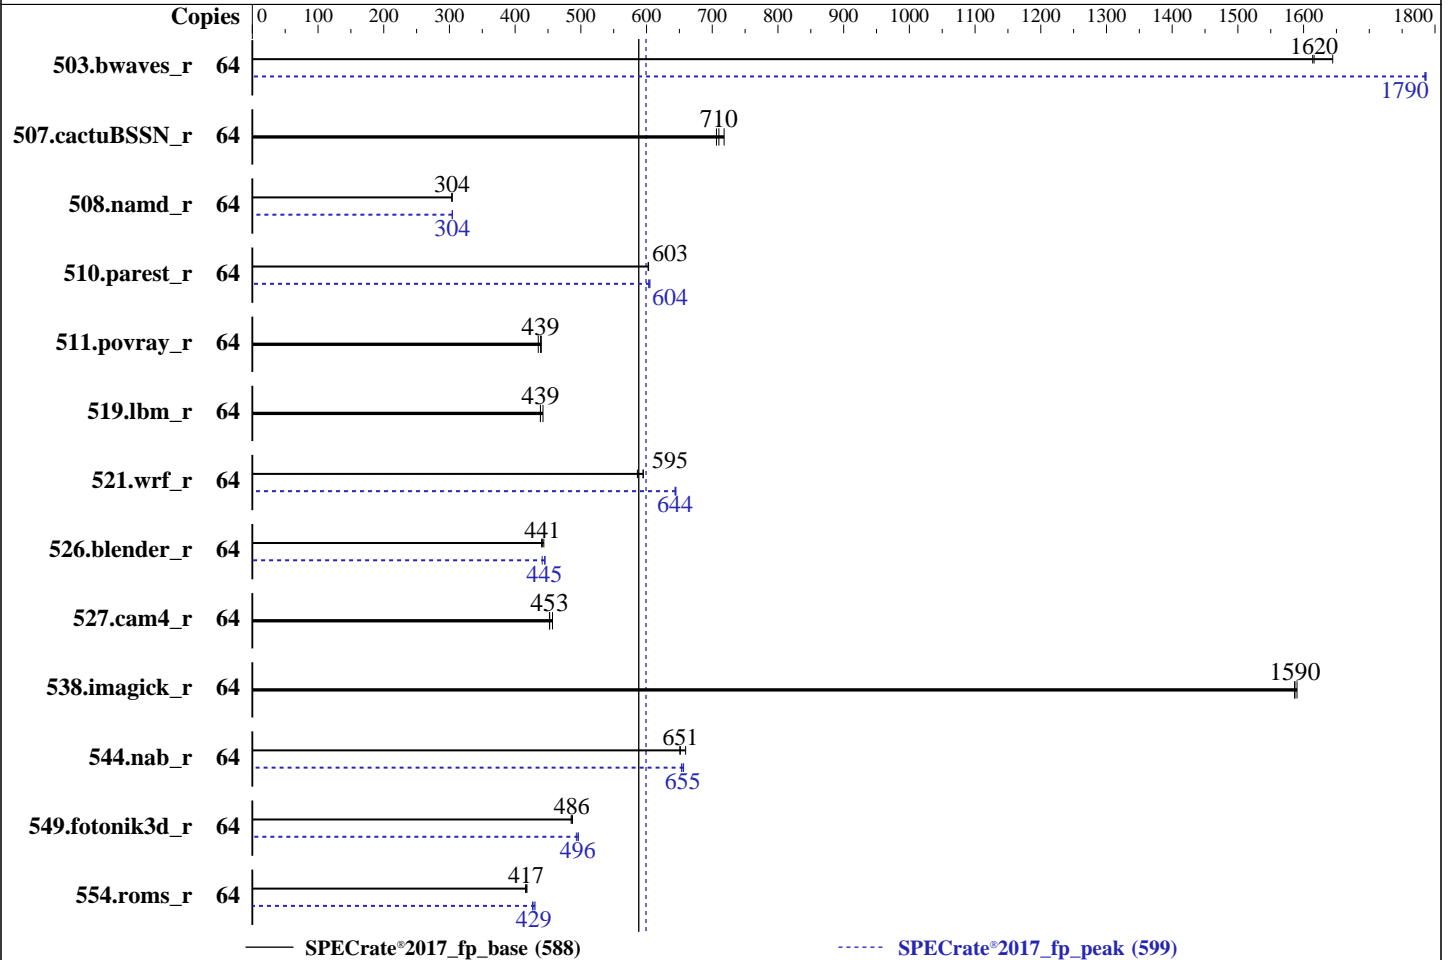 Copies 0 100 200 300 400 500 600 700 800 900 1000 1100 1200 1300 1400 1500 1600 1800
503.bwaves_r 64 1620
1790
507.cactuBSSN_r 64 710
508.namd_r 64 304
304
510.parest_r 64 603
604
511.povray_r 64 439
519.lbm_r 64 439
521.wrf_r 64 595
644
526.blender_r 64 441
445
527.cam4_r 64 453
538.imagick_r 64 1590
544.nab_r 64 651
655
549.fotonik3d_r 64 486
496
554.roms_r 64 417
429
SPECrate®2017_fp_base (588) SPECrate®2017_fp_peak (599)